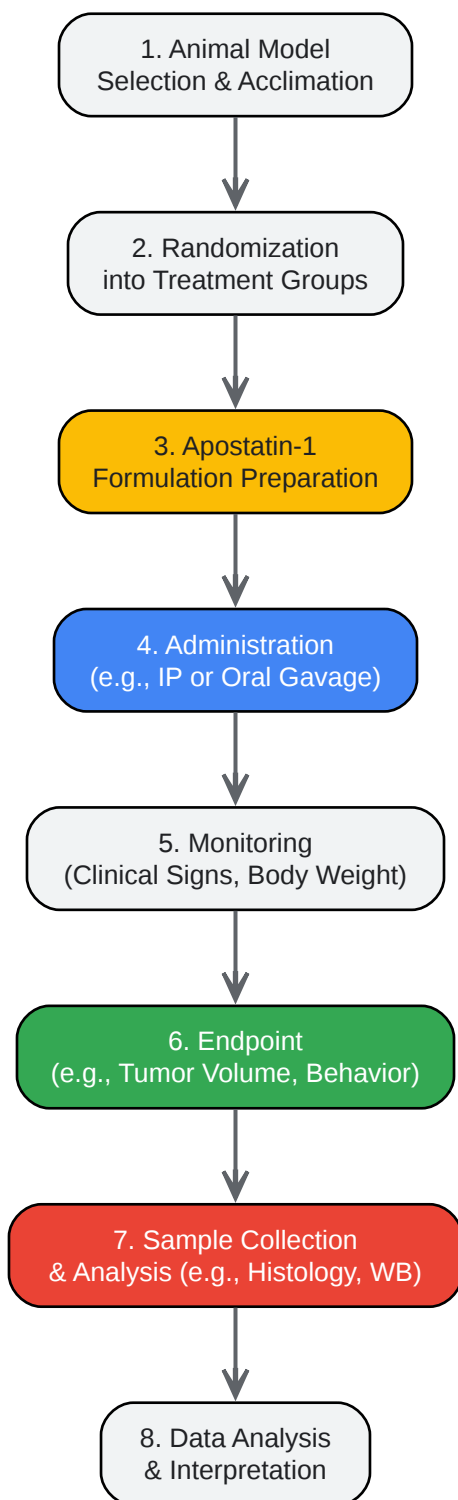 1. Animal Model
Selection & Acclimation
2. Randomization
into Treatment Groups
3. Apostatin-1
Formulation Preparation
4. Administration
(e.g., IP or Oral Gavage)
5. Monitoring
(Clinical Signs, Body Weight)
6. Endpoint
(e.g., Tumor Volume, Behavior)
7. Sample Collection
& Analysis (e.g., Histology, WB)
8. Data Analysis
& Interpretation